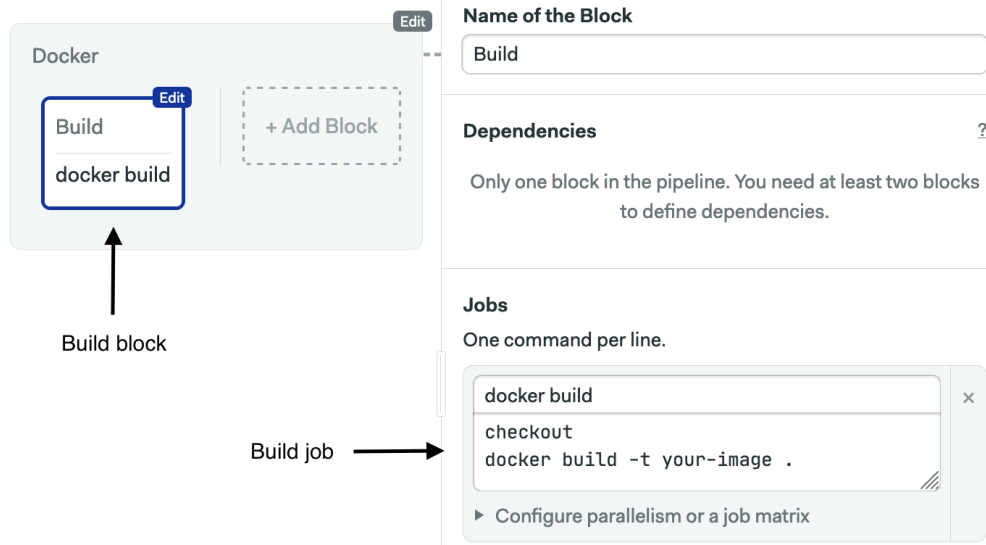 Edit
Docker
Edit
Build
docker build
+ Add Block
Build block
Name of the Block
Build
Dependencies
?
Only one block in the pipeline. You need at least two blocks
to define dependencies.
Jobs
One command per line.
docker build
×
checkout
docker build -t your-image .
Build job
Configure parallelism or a job matrix